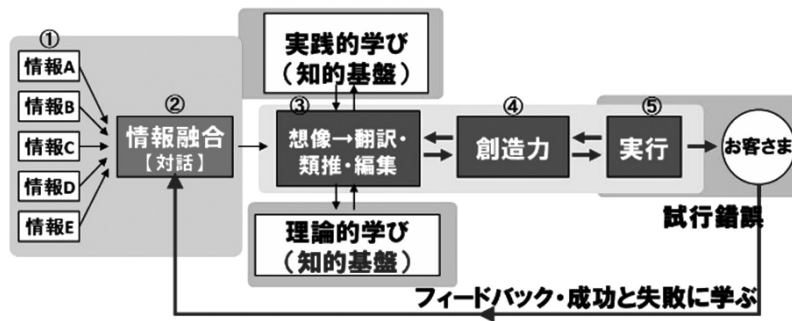 ①
情報A
情報B
情報C
情報D
情報E
②
情報融合
【対話】
実践的学び
（知的基盤）
③
想像→翻訳・
類推・編集
理論的学び
（知的基盤）
④
創造力
⑤
実行
お客さま
試行錯誤
フィードバック・成功と失敗に学ぶ